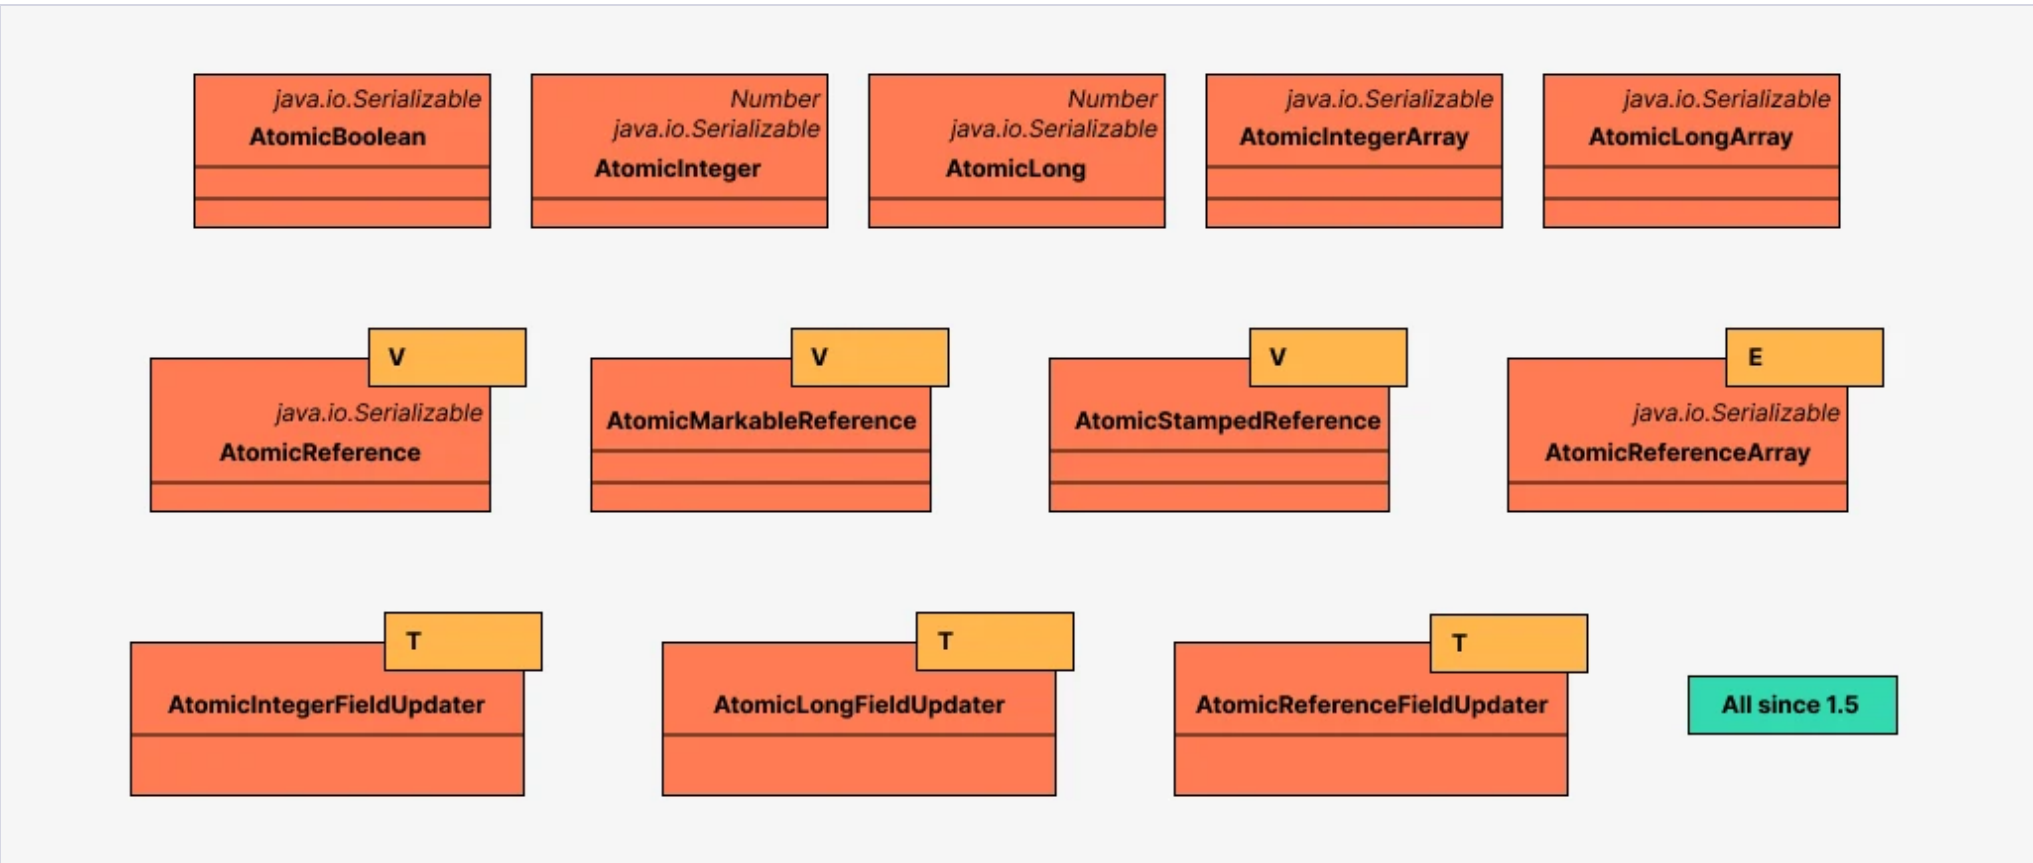 java.io.Serializable
AtomicBoolean
Number
java.io.Serializable
AtomicInteger
Number
java.io.Serializable
AtomicLong
java.io.Serializable
AtomicIntegerArray
java.io.Serializable
AtomicLongArray
V
java.io.Serializable
AtomicReference
V
AtomicMarkableReference
V
AtomicStampedReference
E
java.io.Serializable
AtomicReferenceArray
T
AtomicIntegerFieldUpdater
T
AtomicLongFieldUpdater
T
AtomicReferenceFieldUpdater
All since 1.5